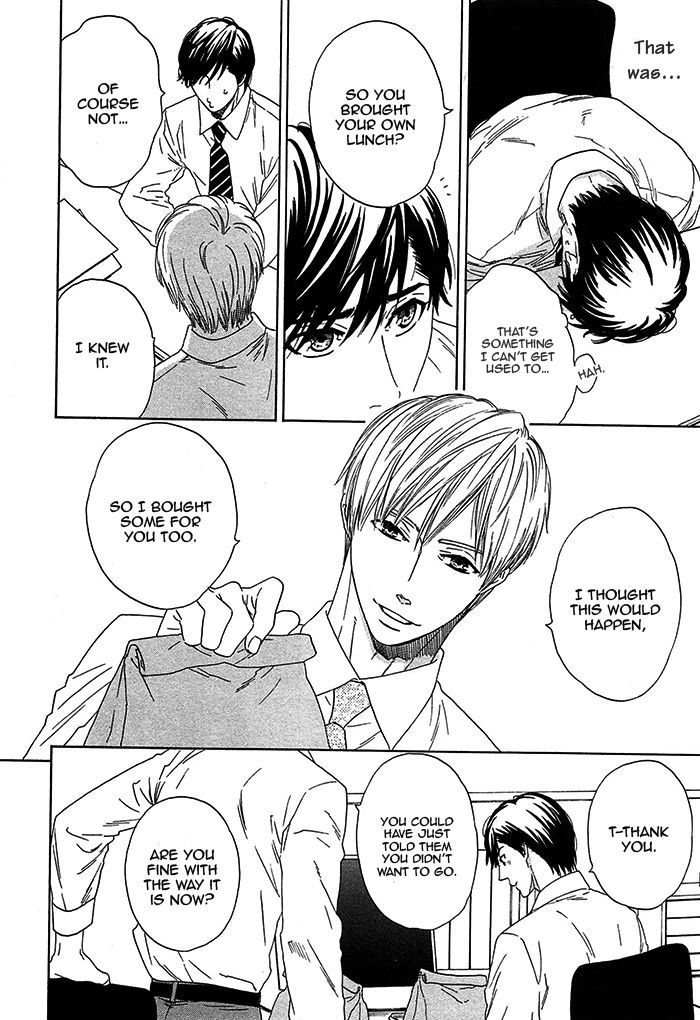 That
was...
THAT'S
SOMETHING
I CAN'T GET
USED TO...
HAH.
SO YOU
BROUGHT
YOUR OWN
LUNCH?
OF
COURSE
NOT...
I KNEW
IT.
I THOUGHT
THIS WOULD
HAPPEN,
SO I BOUGHT
SOME FOR
YOU TOO.
T-THANK
YOU.
YOU COULD
HAVE JUST
TOLD THEM
YOU DIDN'T
WANT TO GO.
ARE YOU
FINE WITH
THE WAY IT
IS NOW?